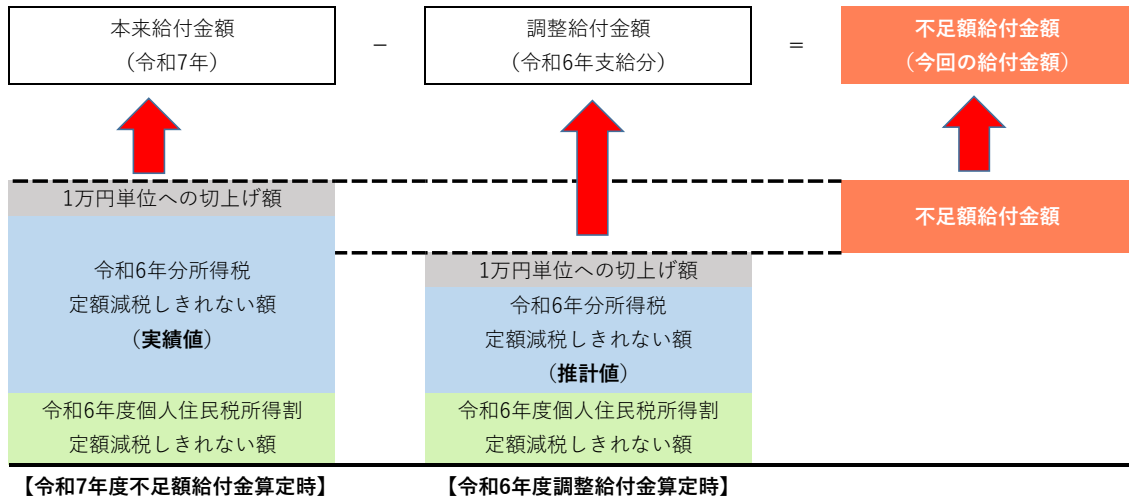 本来給付金額
（令和7年）
−
調整給付金額
（令和6年支給分）
＝
不足額給付金額
（今回の給付金額）
1万円単位への切上げ額
令和6年分所得税
定額減税しきれない額
（実績値）
令和6年度個人住民税所得割
定額減税しきれない額
1万円単位への切上げ額
令和6年分所得税
定額減税しきれない額
（推計値）
令和6年度個人住民税所得割
定額減税しきれない額
不足額給付金額
【令和7年度不足額給付金算定時】
【令和6年度調整給付金算定時】